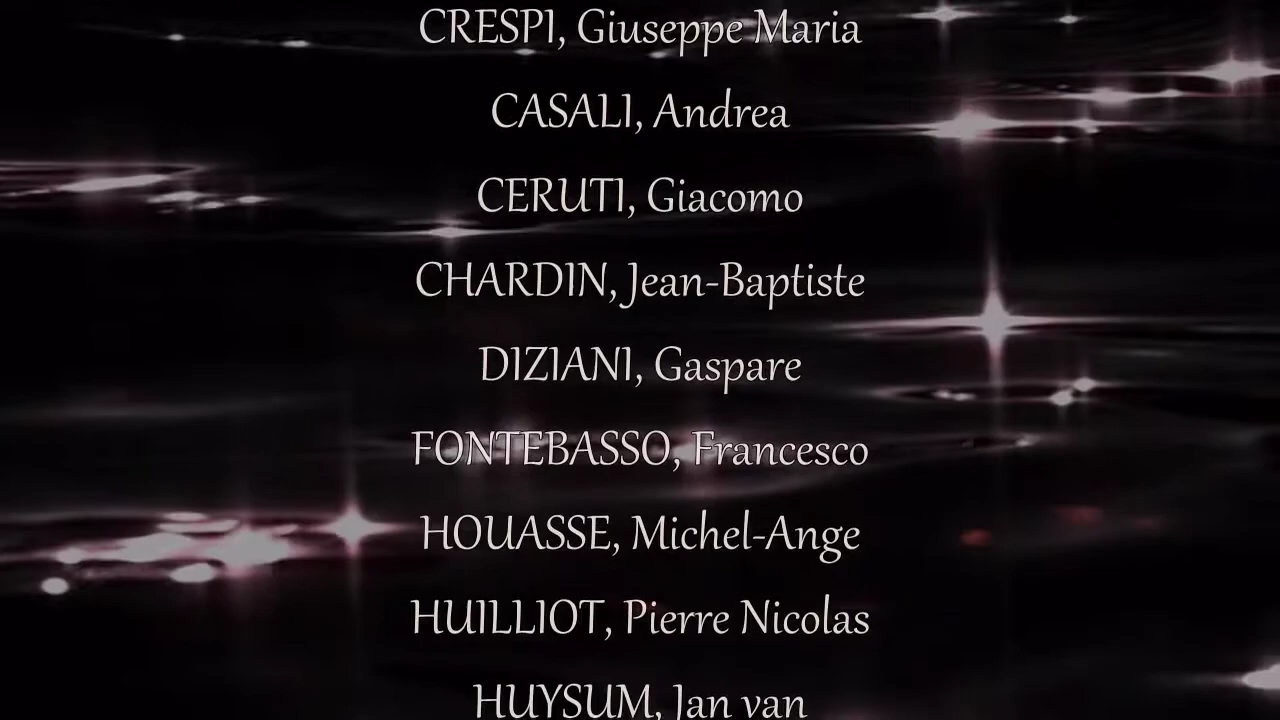 CRESPI, Giuseppe Maria
CASALI, Andrea
CERUTI, Giacomo
CHARDIN, Jean-Baptiste
DIZIANI, Gaspare
FONTEBASSO, Francesco
HOUASSE, Michel-Ange
HUILLIOT, Pierre Nicolas
HUYSUM, Jan van